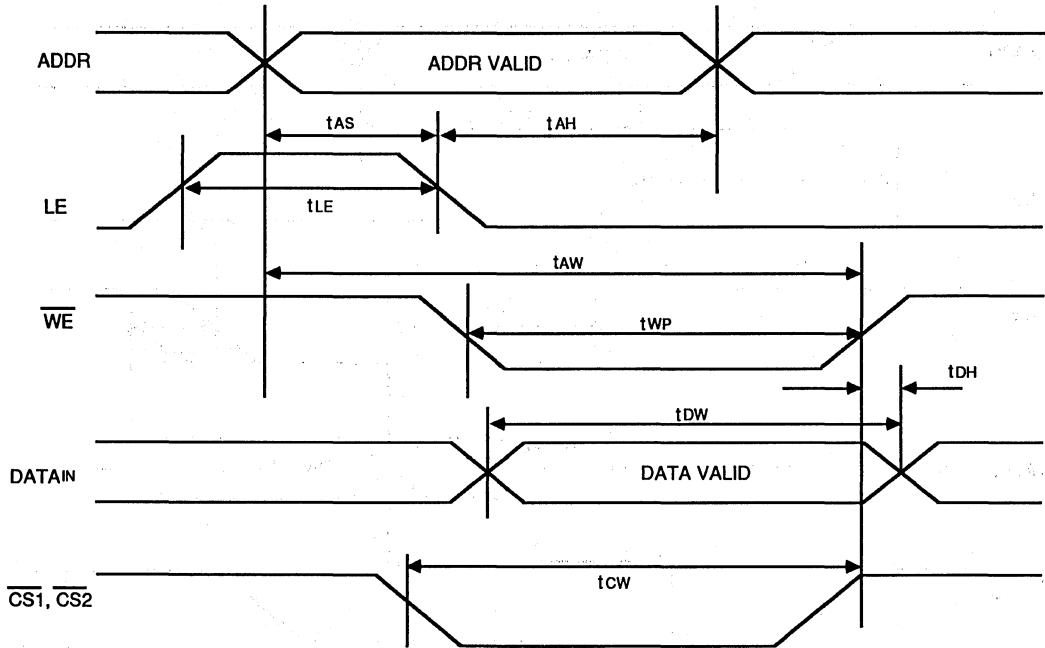 ADDR
ADDR VALID
tAS
tAH
LE
tLE
tAW
WE
tWP
tDH
tDW
DATAIN
DATA VALID
CS1, CS2
tCW